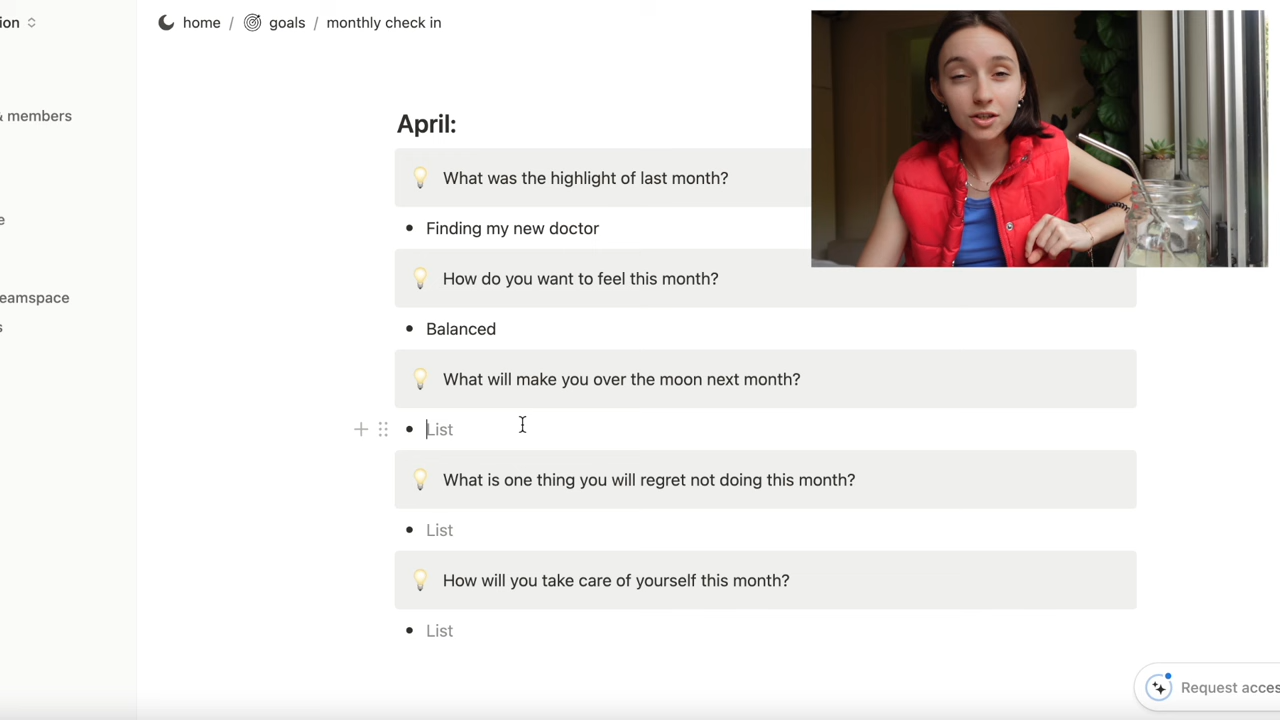 ion
home / goals / monthly check in
& members
e
eamspace
s
April:
What was the highlight of last month?
Finding my new doctor
How do you want to feel this month?
Balanced
What will make you over the moon next month?
List
What is one thing you will regret not doing this month?
List
How will you take care of yourself this month?
List
Request acces